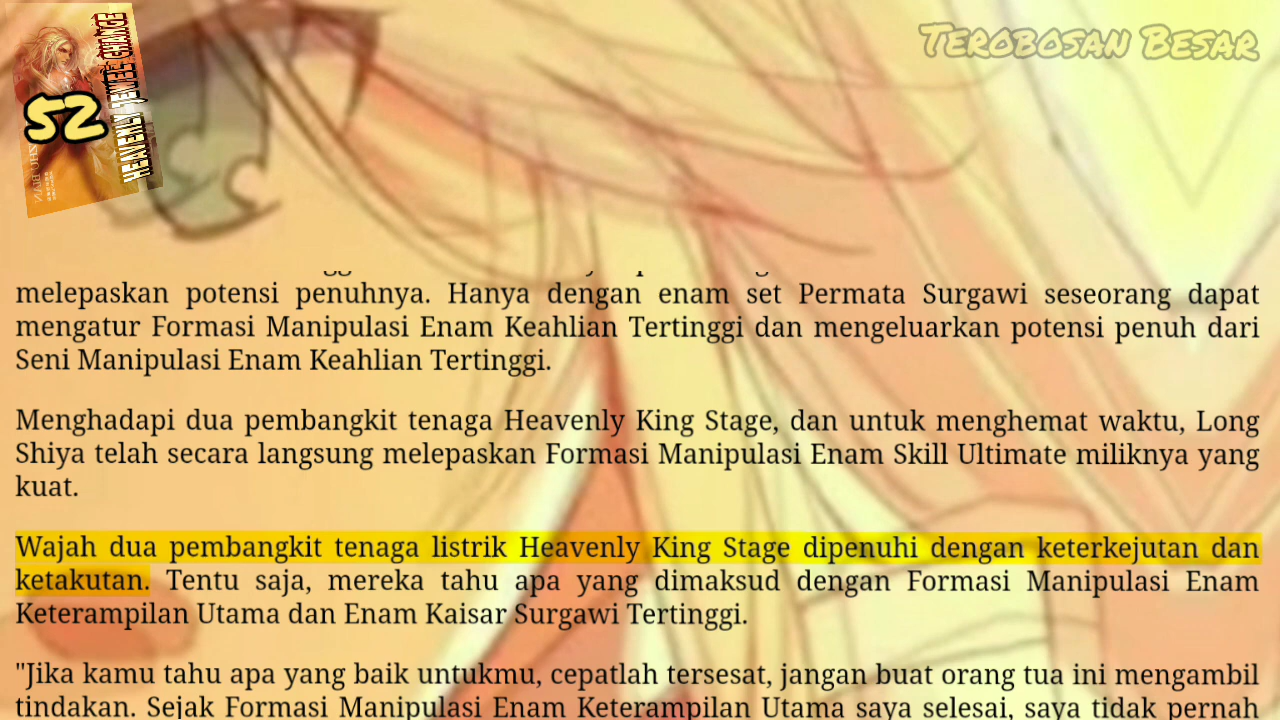 Terobosan Besar
52
HEAVENLY JEWEL CHANGE
melepaskan potensi penuhnya. Hanya dengan enam set Permata Surgawi seseorang dapat
mengatur Formasi Manipulasi Enam Keahlian Tertinggi dan mengeluarkan potensi penuh dari
Seni Manipulasi Enam Keahlian Tertinggi.
Menghadapi dua pembangkit tenaga Heavenly King Stage, dan untuk menghemat waktu, Long
Shiya telah secara langsung melepaskan Formasi Manipulasi Enam Skill Ultimate miliknya yang
kuat.
Wajah dua pembangkit tenaga listrik Heavenly King Stage dipenuhi dengan keterkejutan dan
ketakutan. Tentu saja, mereka tahu apa yang dimaksud dengan Formasi Manipulasi Enam
Keterampilan Utama dan Enam Kaisar Surgawi Tertinggi.
"Jika kamu tahu apa yang baik untukmu, cepatlah tersesat, jangan buat orang tua ini mengambil
tindakan. Sejak Formasi Manipulasi Enam Keterampilan Utama saya selesai, saya tidak pernah